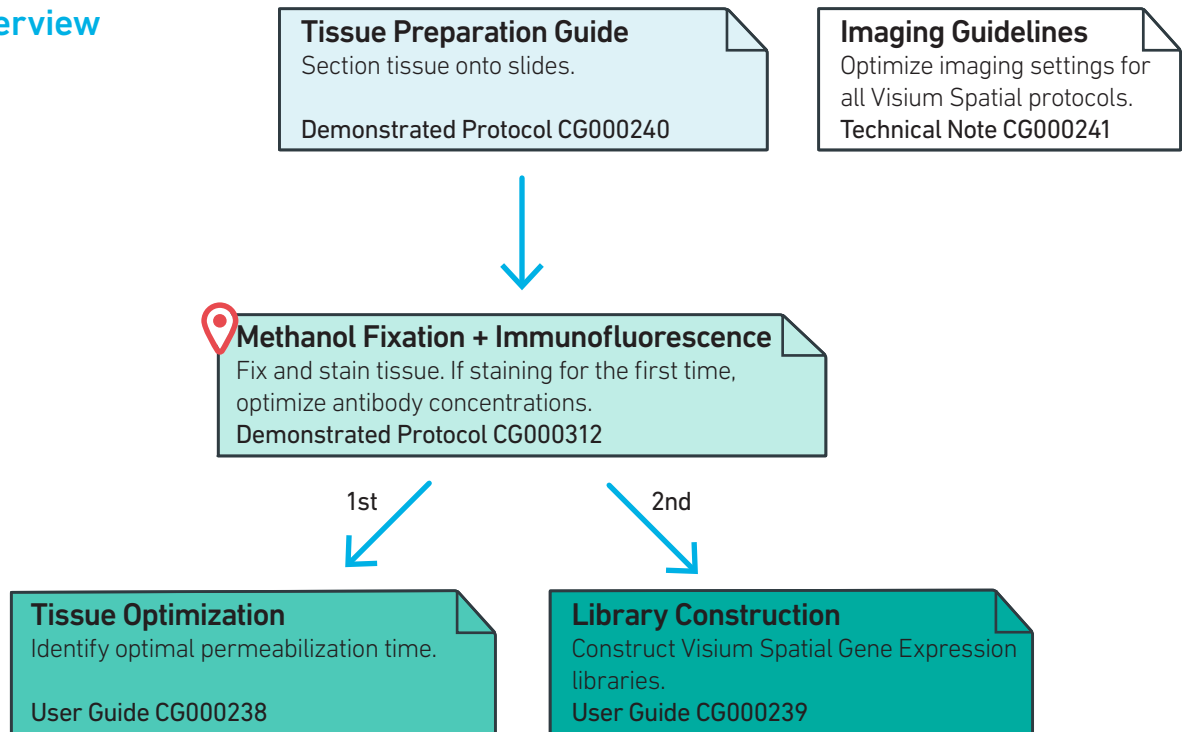 erview
Tissue Preparation Guide
Section tissue onto slides.
Demonstrated Protocol CG000240
Imaging Guidelines
Optimize imaging settings for
all Visium Spatial protocols.
Technical Note CG000241
Methanol Fixation + Immunofluorescence
Fix and stain tissue. If staining for the first time,
optimize antibody concentrations.
Demonstrated Protocol CG000312
1st
2nd
Tissue Optimization
Identify optimal permeabilization time.
User Guide CG000238
Library Construction
Construct Visium Spatial Gene Expression
libraries.
User Guide CG000239